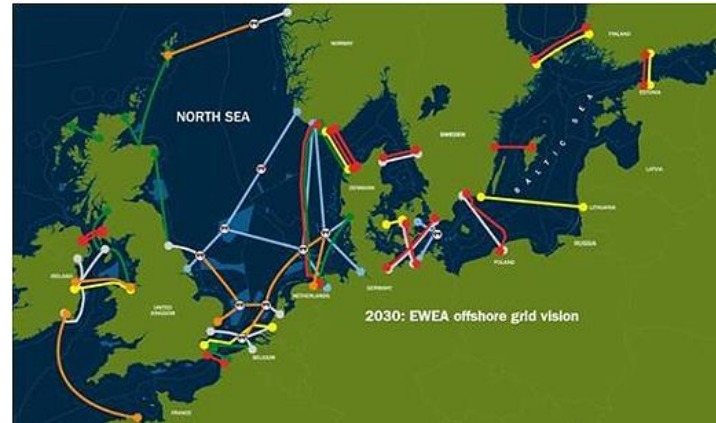 NORWAY
FINLAND
NORTH SEA
ESTONIA
SWEDEN
BALTIC SEA
LATVIA
DENMARK
LITHUANIA
RUSSIA
IRELAND
POLAND
GERMANY
NETHERLANDS
UNITED
KINGDOM
2030: EWEA offshore grid vision
BELGIUM
FRANCE